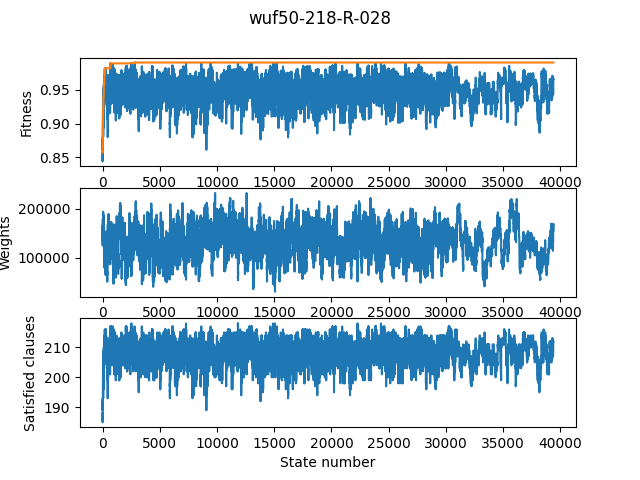 wuf50-218-R-028
0.95
0.90
0.85
Fitness
0 5000 10000 15000 20000 25000 30000 35000 40000
200000
100000
Weights
0 5000 10000 15000 20000 25000 30000 35000 40000
210
200
190
Satisfied clauses
0 5000 10000 15000 20000 25000 30000 35000 40000
State number